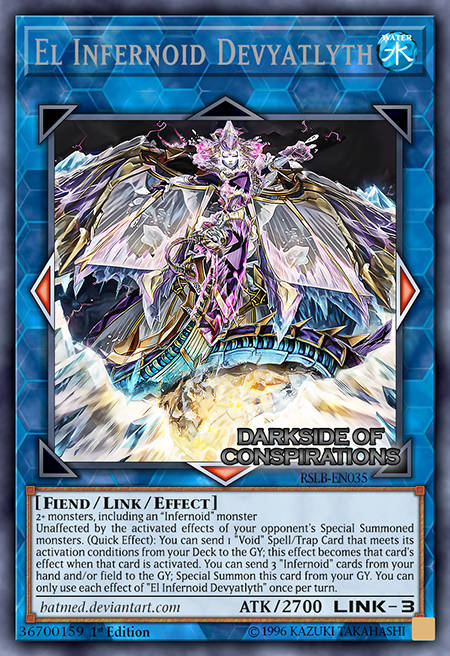 El Infernoid Devyatlyth
WATER
水
DARKSIDE OF
CONSPIRATIONS
RSLB-EN035
[Fiend / Link / Effect]
2+ monsters, including an "Infernoid" monster
Unaffected by the activated effects of your opponent's Special Summoned
monsters. (Quick Effect): You can send 1 "Void" Spell/Trap Card that meets its
activation conditions from your Deck to the GY; this effect becomes that card's
effect when that card is activated. You can send 3 "Infernoid" cards from your
hand and/or field to the GY; Special Summon this card from your GY. You can
only use each effect of "El Infernoid Devyatlyth" once per turn.
batmed.deviantart.com
ATK/2700 LINK-3
36700159 1st Edition
©1996 KAZUKI TAKAHASHI